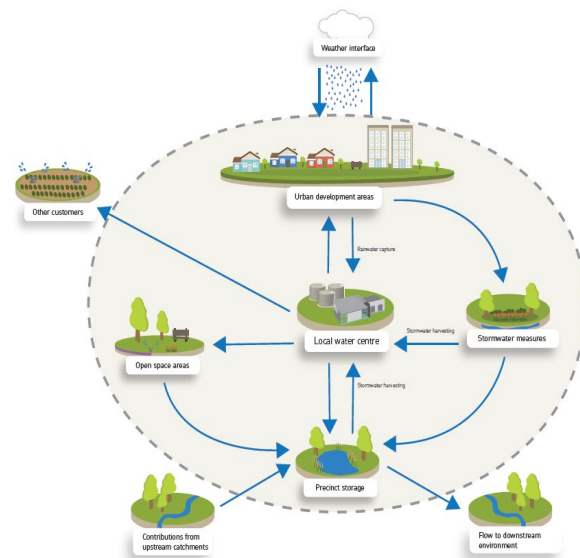 Weather interface
Urban development areas
Other customers
Rainwater capture
Local water centre
Stormwater harvesting
Stormwater measures
Open space areas
Stormwater harvesting
Precinct storage
Contributions from
upstream catchments
Flow to downstream
environment